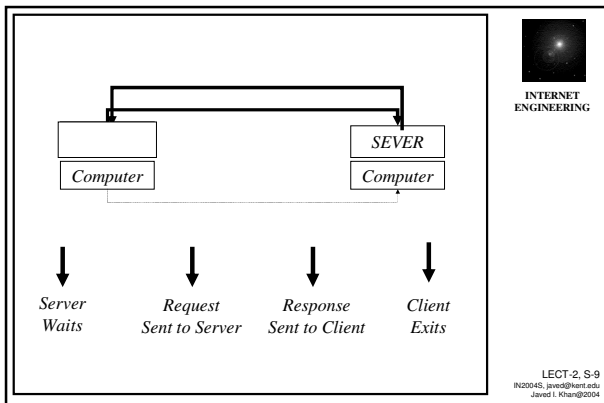 INTERNET
ENGINEERING
SEVER
Computer
Computer
Server
Waits
Request
Sent to Server
Response
Sent to Client
Client
Exits
LECT-2, S-9
IN2004S, javed@kent.edu
Javed I. Khan@2004